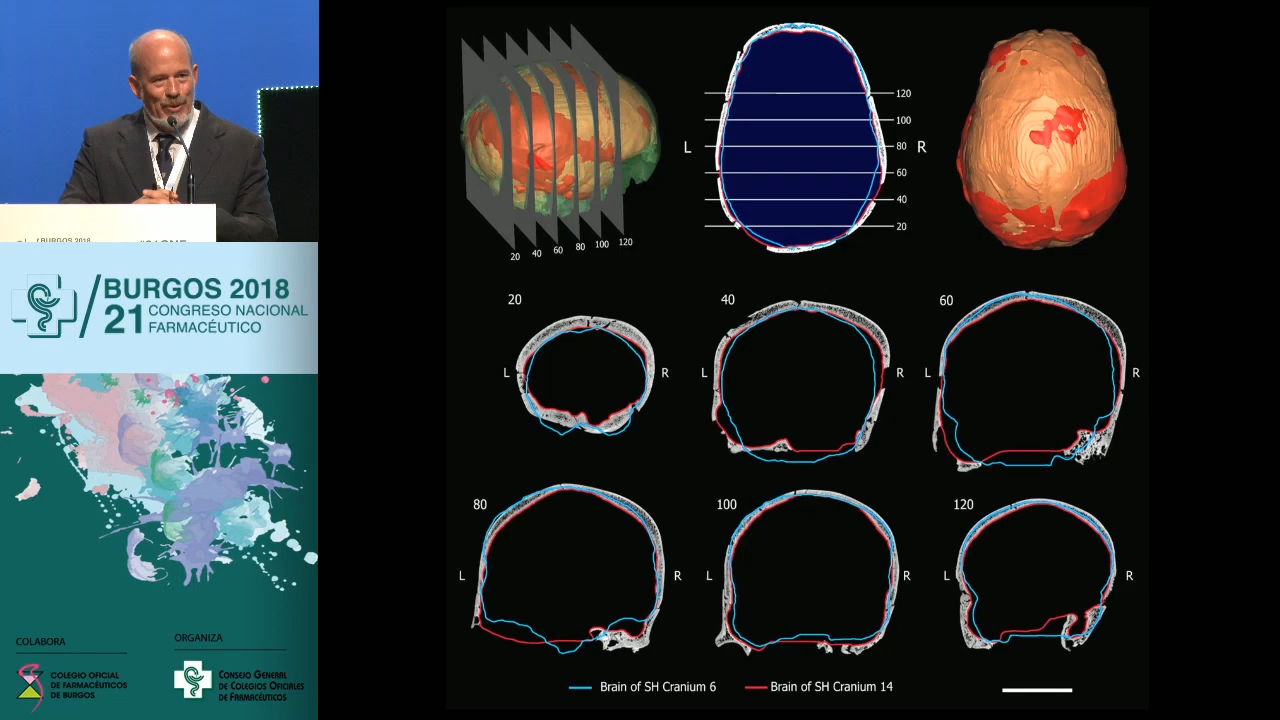 / BURGOS 2018
/ BURGOS 2018
21 CONGRESO NACIONAL
FARMACÉUTICO
COLABORA
COLEGIO OFICIAL
DE FARMACÉUTICOS
DE BURGOS
ORGANIZA
CONSEJO GENERAL
DE COLEGIOS OFICIALES
DE FARMACÉUTICOS
20 40 60 80 100 120
L
R
120
100
80
60
40
20
20
L R
40
L R
60
L R
80
L R
100
L R
120
L R
Brain of SH Cranium 6
Brain of SH Cranium 14